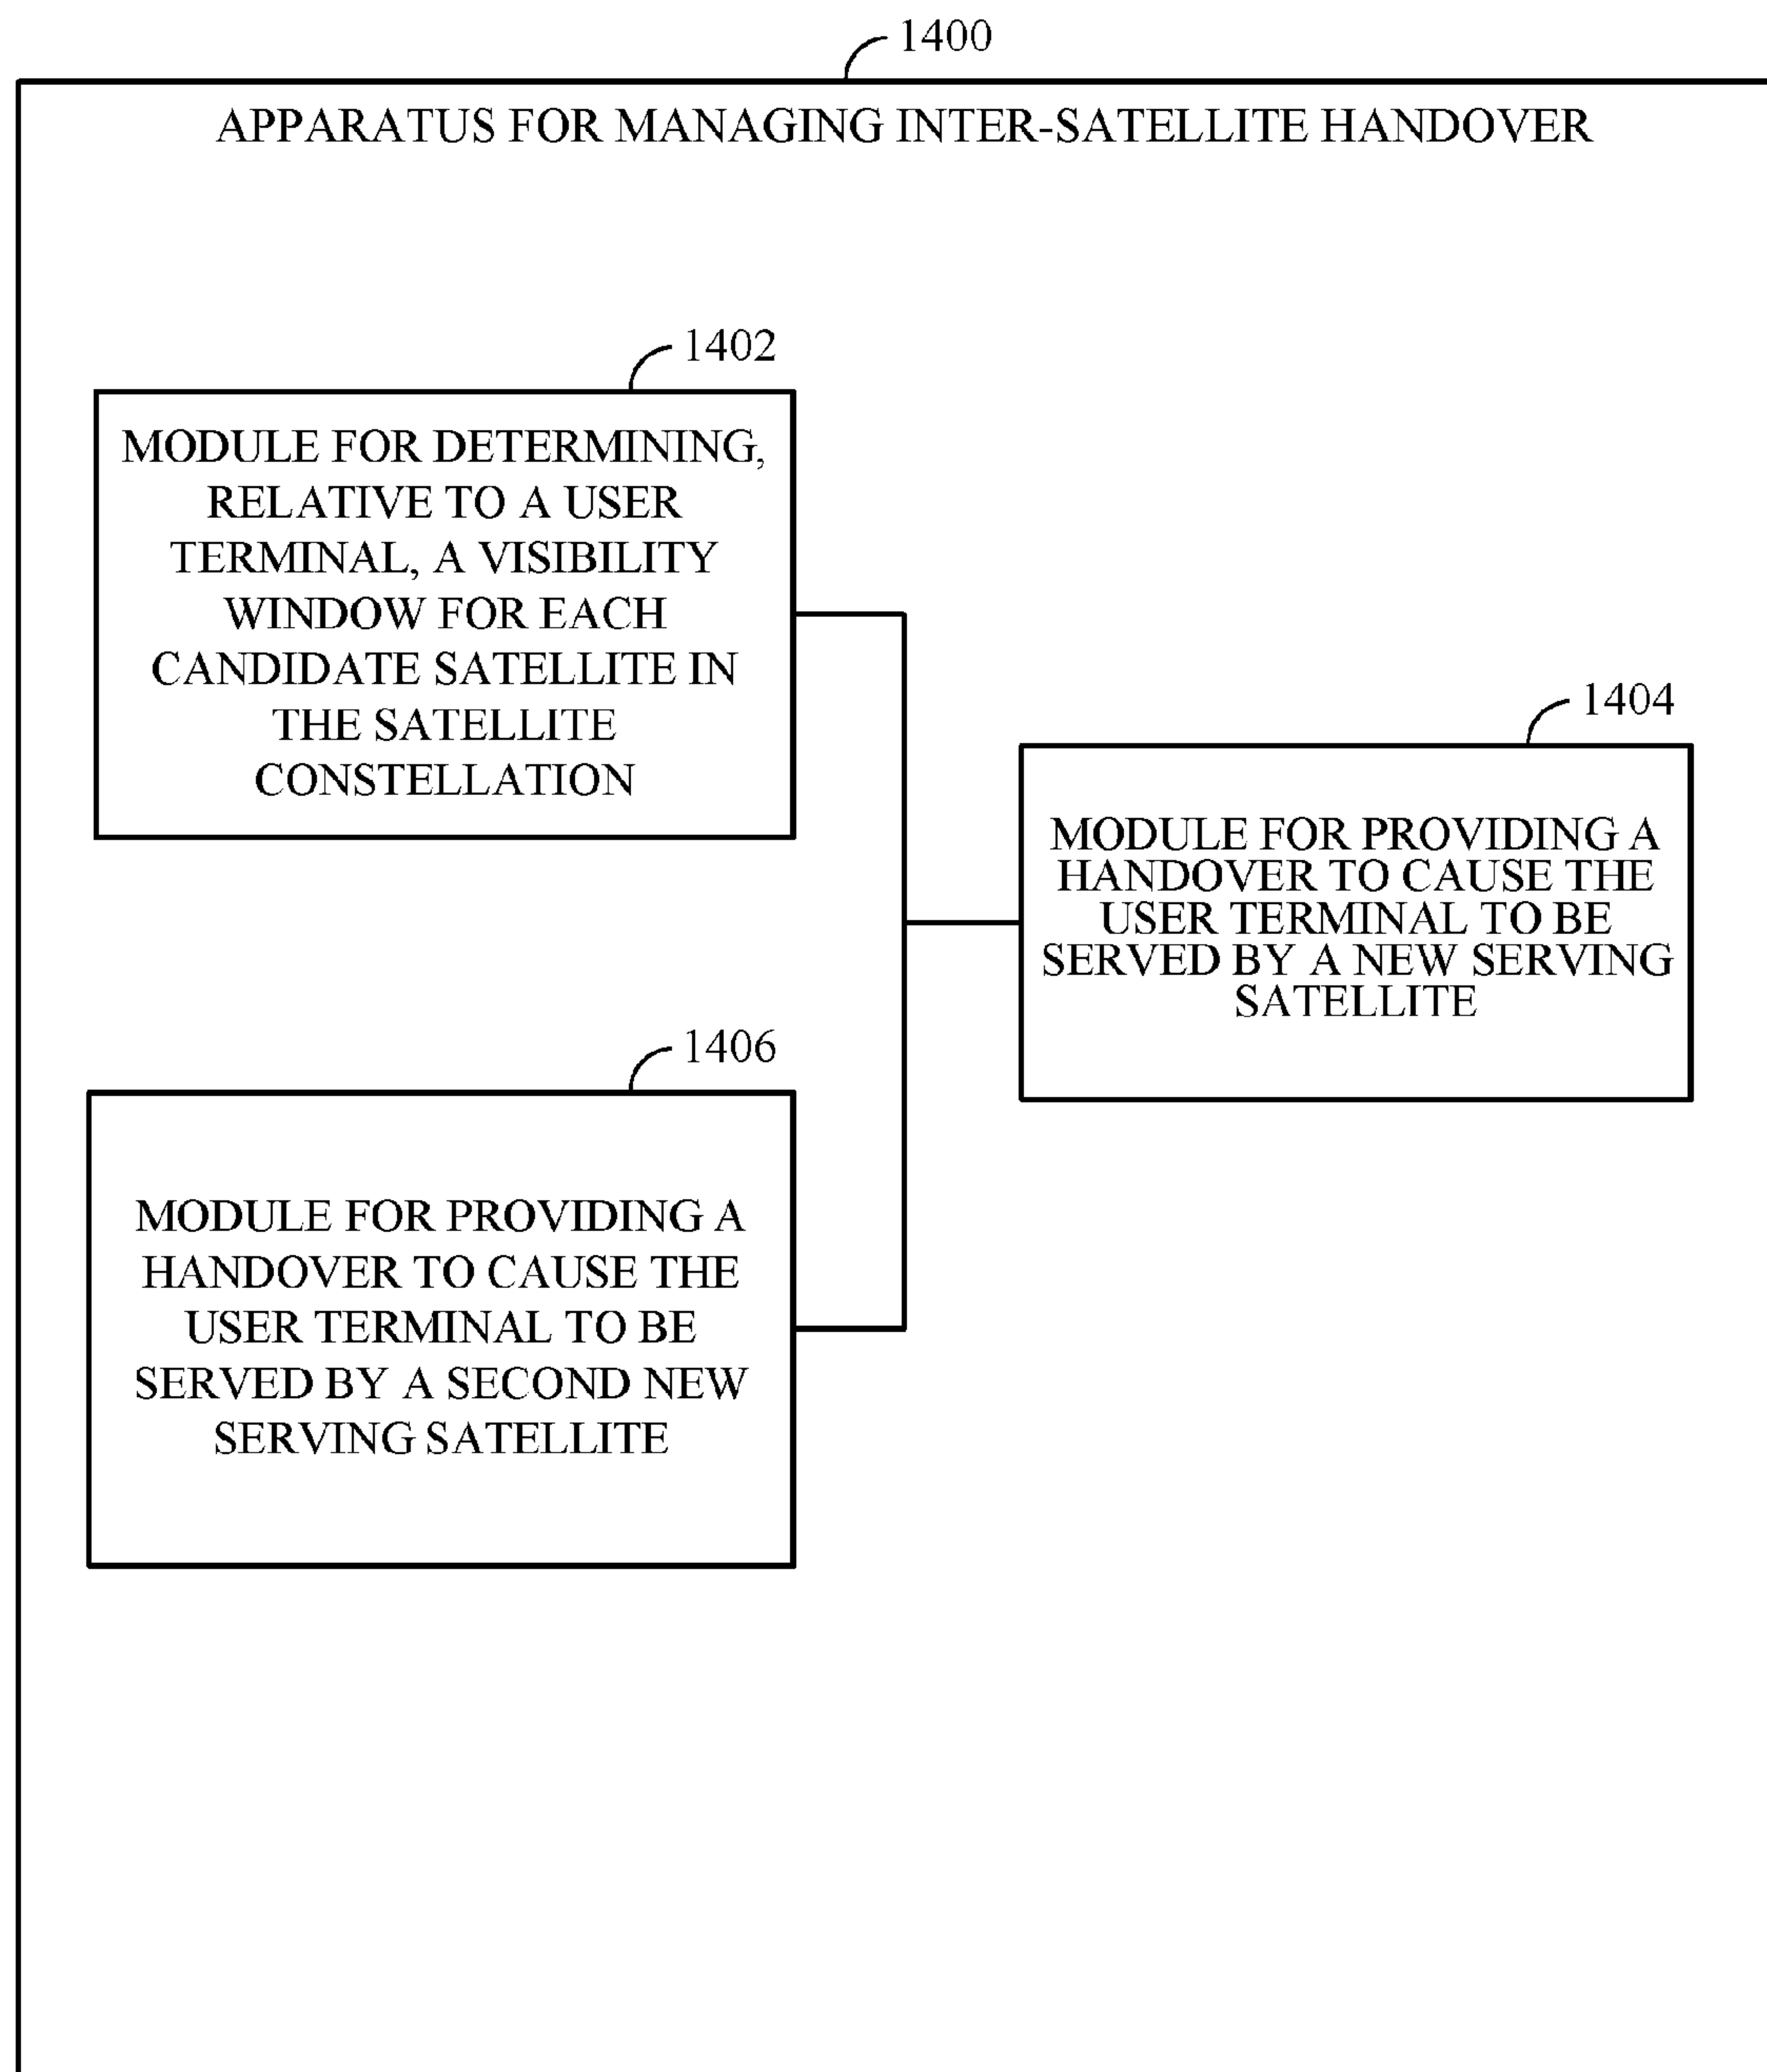 1400
APPARATUS FOR MANAGING INTER-SATELLITE HANDOVER
1402
MODULE FOR DETERMINING,
RELATIVE TO A USER
TERMINAL, A VISIBILITY
WINDOW FOR EACH
CANDIDATE SATELLITE IN
THE SATELLITE
CONSTELLATION
1404
MODULE FOR PROVIDING A
HANDOVER TO CAUSE THE
USER TERMINAL TO BE
SERVED BY A NEW SERVING
SATELLITE
1406
MODULE FOR PROVIDING A
HANDOVER TO CAUSE THE
USER TERMINAL TO BE
SERVED BY A SECOND NEW
SERVING SATELLITE